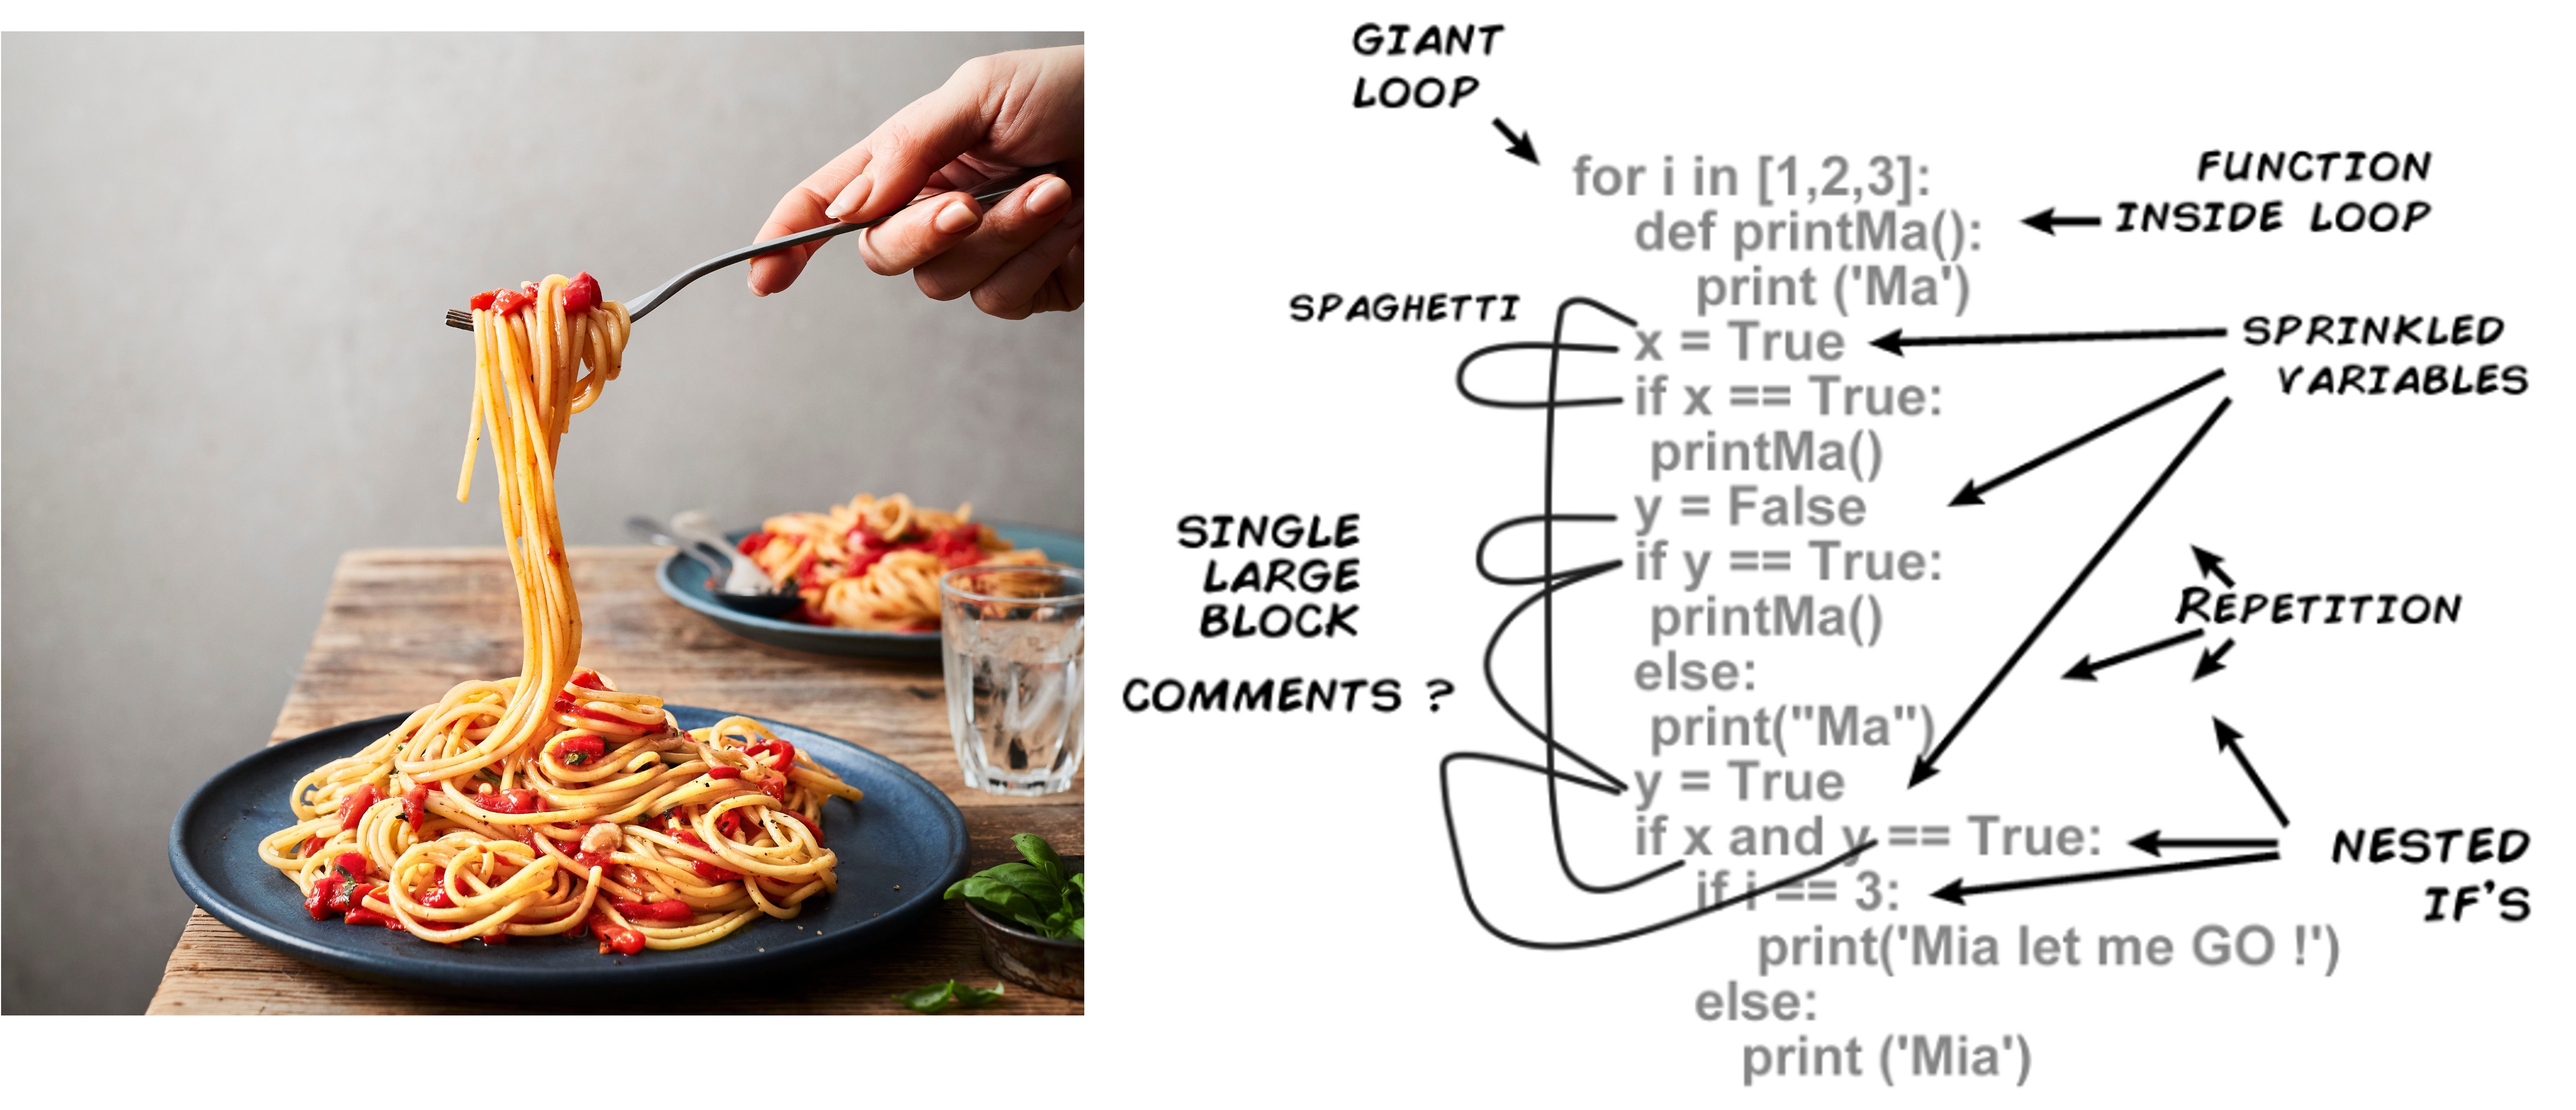 GIANT
LOOP
for i in [1,2,3]:
def printMa():
print ('Ma')
x = True
if x == True:
printMa()
y = False
if y == True:
printMa()
else:
print("Ma")
y = True
if x and y == True:
if i == 3:
print('Mia let me GO !')
else:
print ('Mia')
FUNCTION
INSIDE LOOP
SPAGHETTI
SPRINKLED
VARIABLES
SINGLE
LARGE
BLOCK
COMMENTS ?
REPETITION
NESTED
IF'S